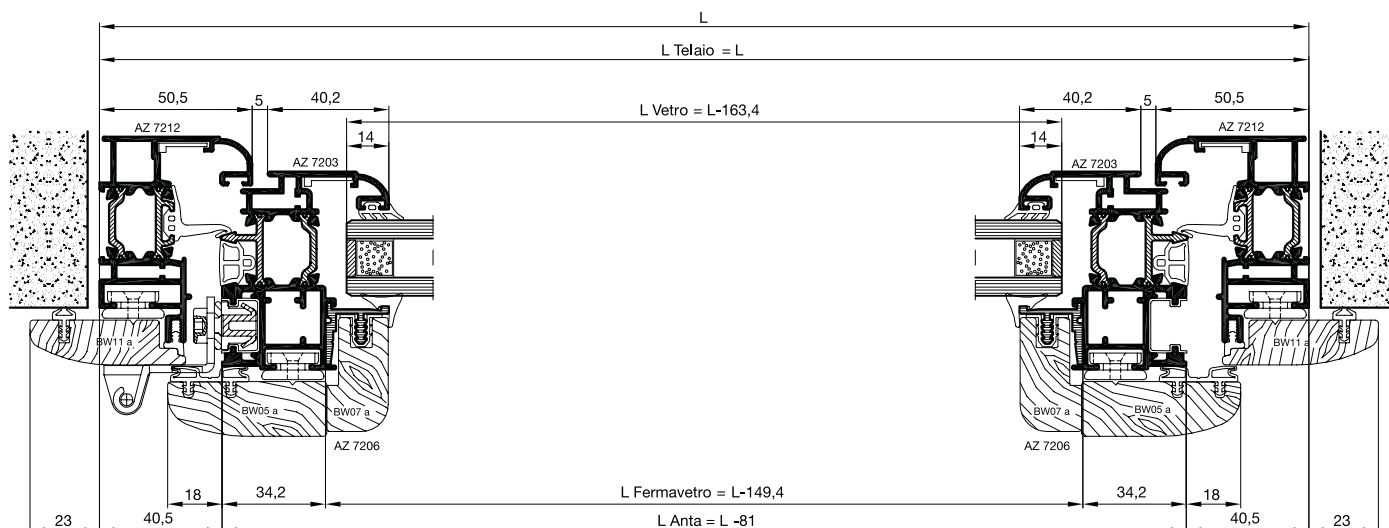 L
L Telaio = L
50,5 5 40,2 L Vetro = L-163,4 40,2 5 50,5
14 14
AZ 7212 AZ 7212
AZ 7203 AZ 7203
BW11 a BW11 a
BW05 a BW07 a BW07 a BW05 a
AZ 7206 AZ 7206
18 34,2 L Fermavetro = L-149,4 34,2 18
23 40,5 L Anta = L -81 40,5 23